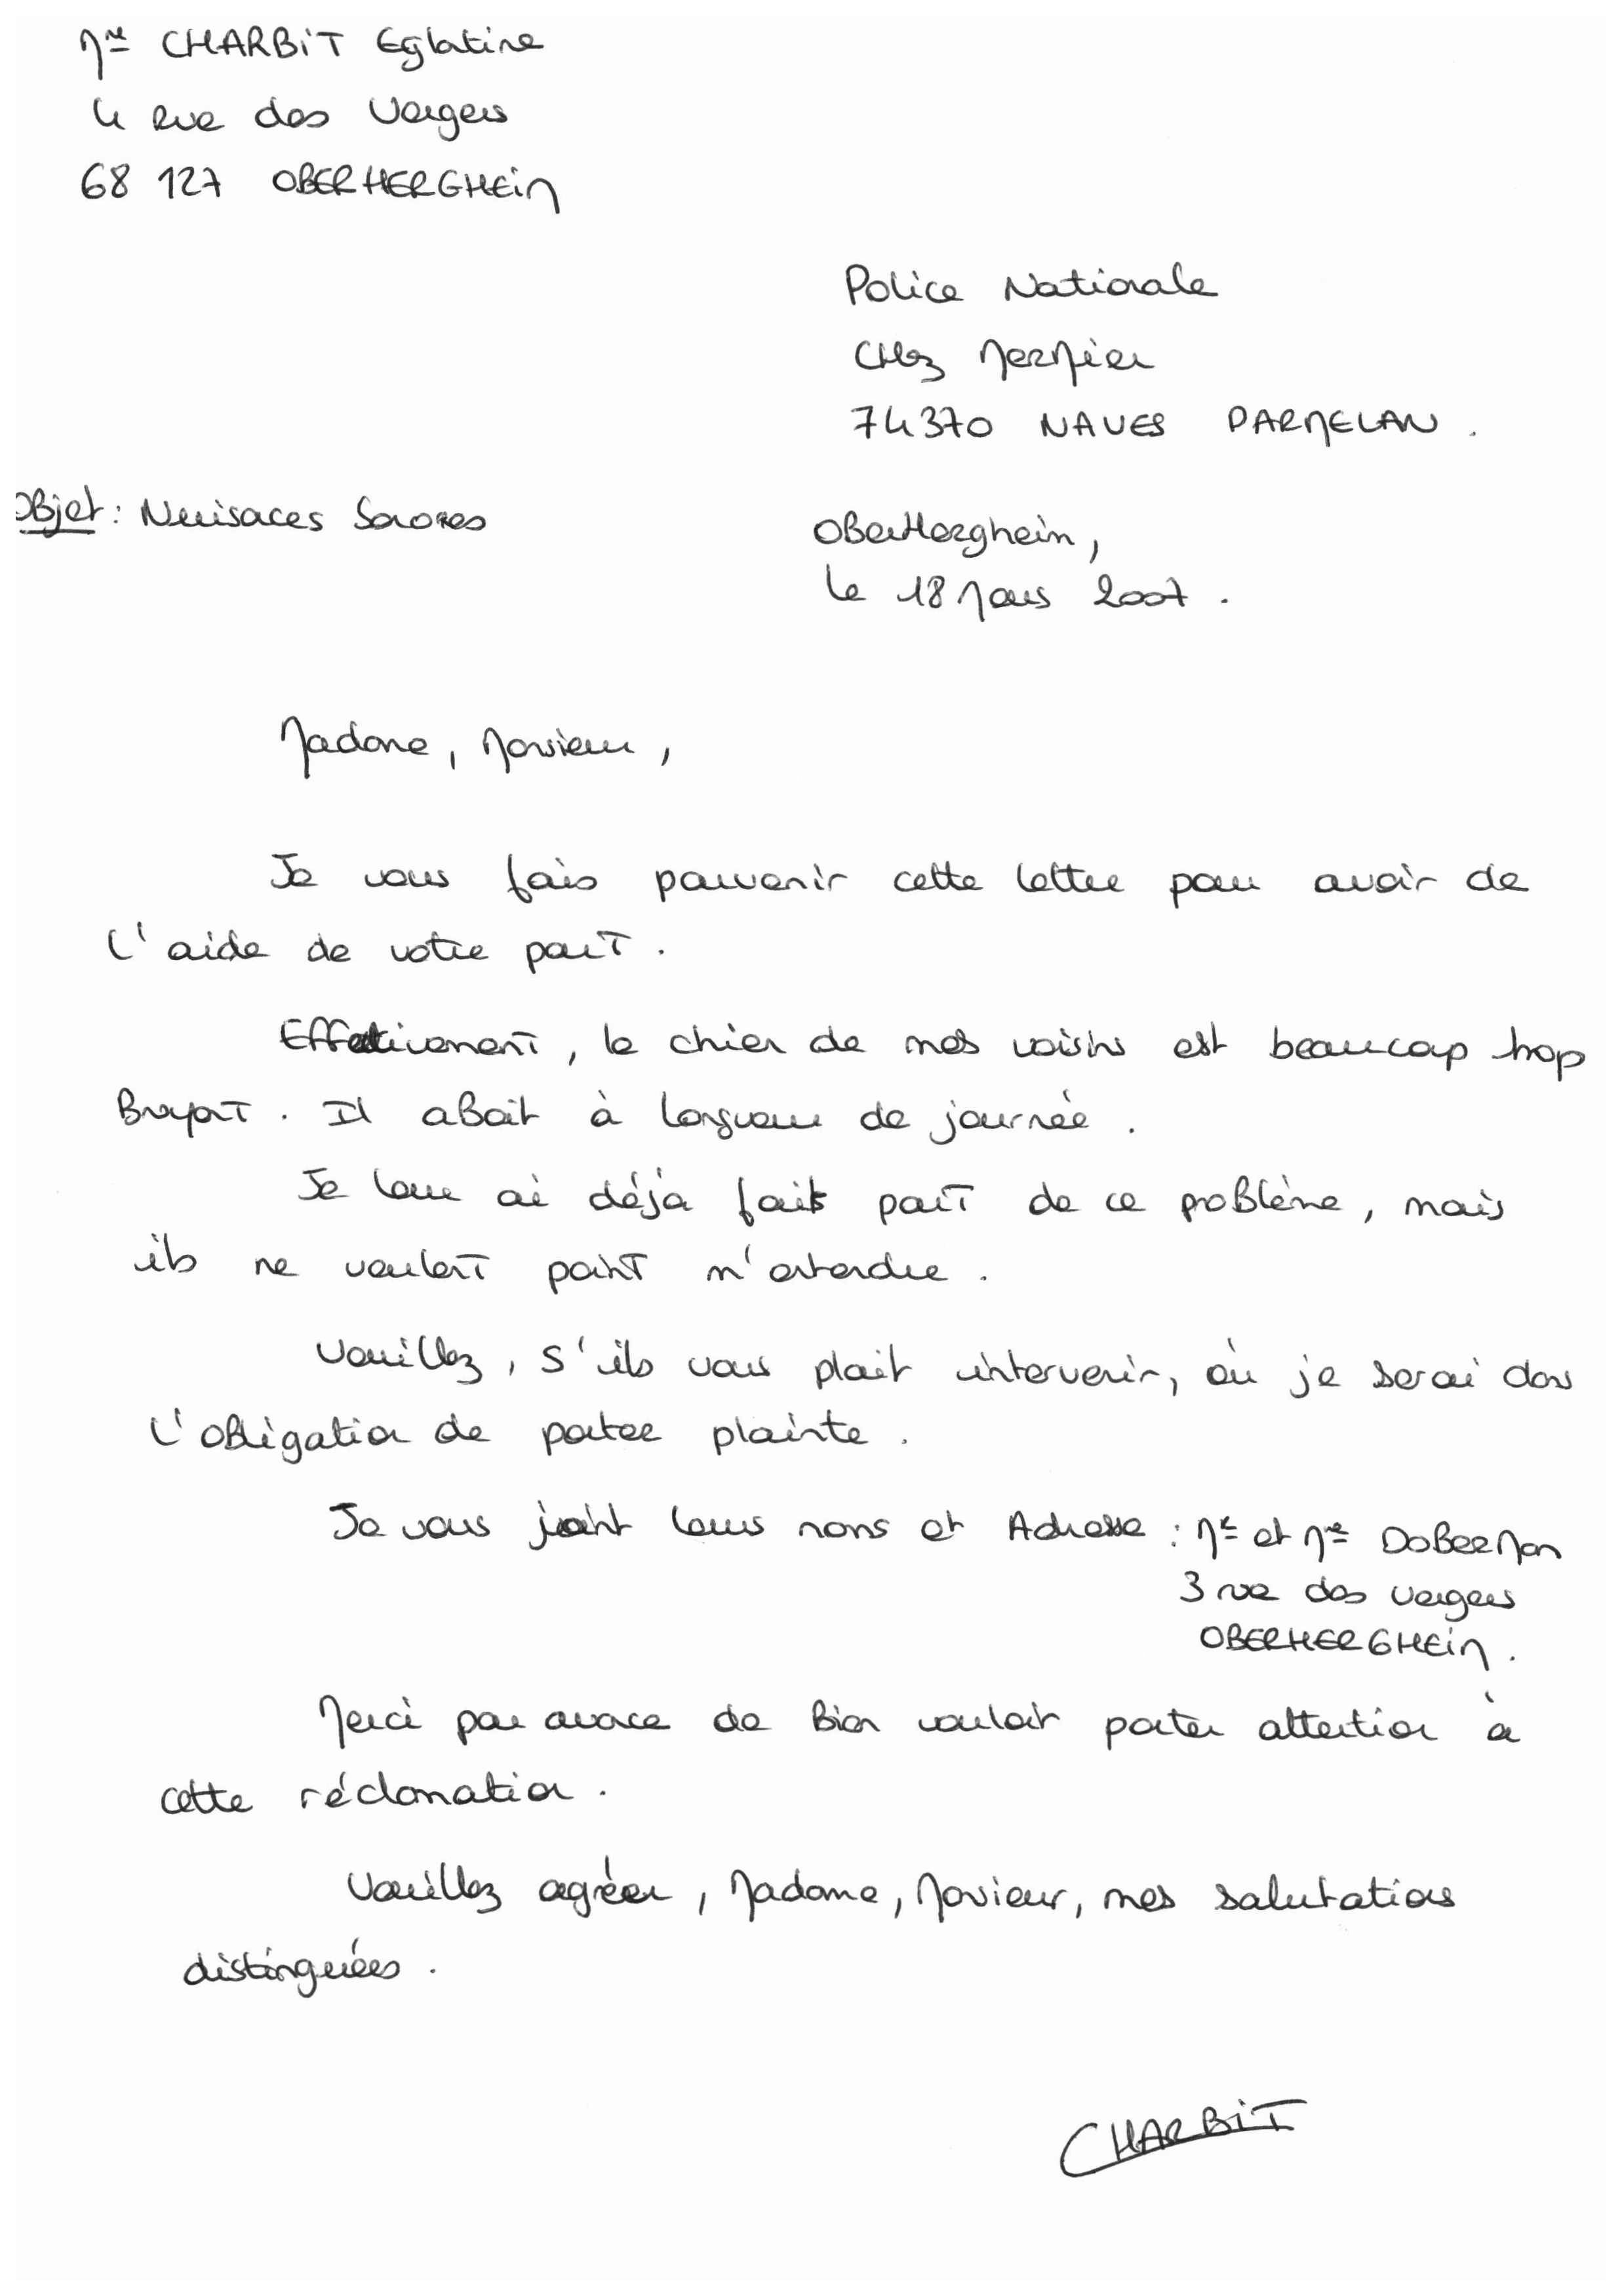 Mme CHARBIT Eglatine
4 Rue des Vergers
68 127 OBERHERGHEIM
Police Nationale
CHez MerMier
74370 NAVES PARMELAN.
Objet : Nuisaces Sonores
OberHergheim,
le 18 Mars 2007.
Madame, Monsieur,
Je vous fais parvenir cette lettre pour avoir de
l'aide de votre part.
Effectivement, le chien de mes voisins est beaucoup trop
Bruyant. Il aboit à longueur de journée.
Je leur ai déjà fait part de ce problème, mais
ils ne veulent point m'entendre.
Veuillez, s'ils vous plait intervenir, où je serai dans
l'obligation de porter plainte.
Je vous joint leurs noms et Adresse : Mr et Mme DoBerMan
3 rue des vergers
OBERHERGHEIM.
Merci par avance de bien vouloir porter attention à
cette réclamation.
Veuillez agréer, Madame, Monsieur, mes salutations
distinguées.
CHARBIT